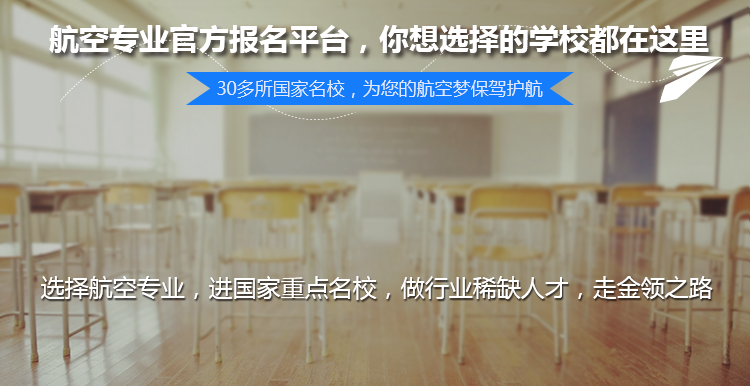 航空专业官方报名平台，你想选择的学校都在这里
30多所国家名校，为您的航空梦保驾护航
选择航空专业，进国家重点名校，做行业稀缺人才，走金领之路